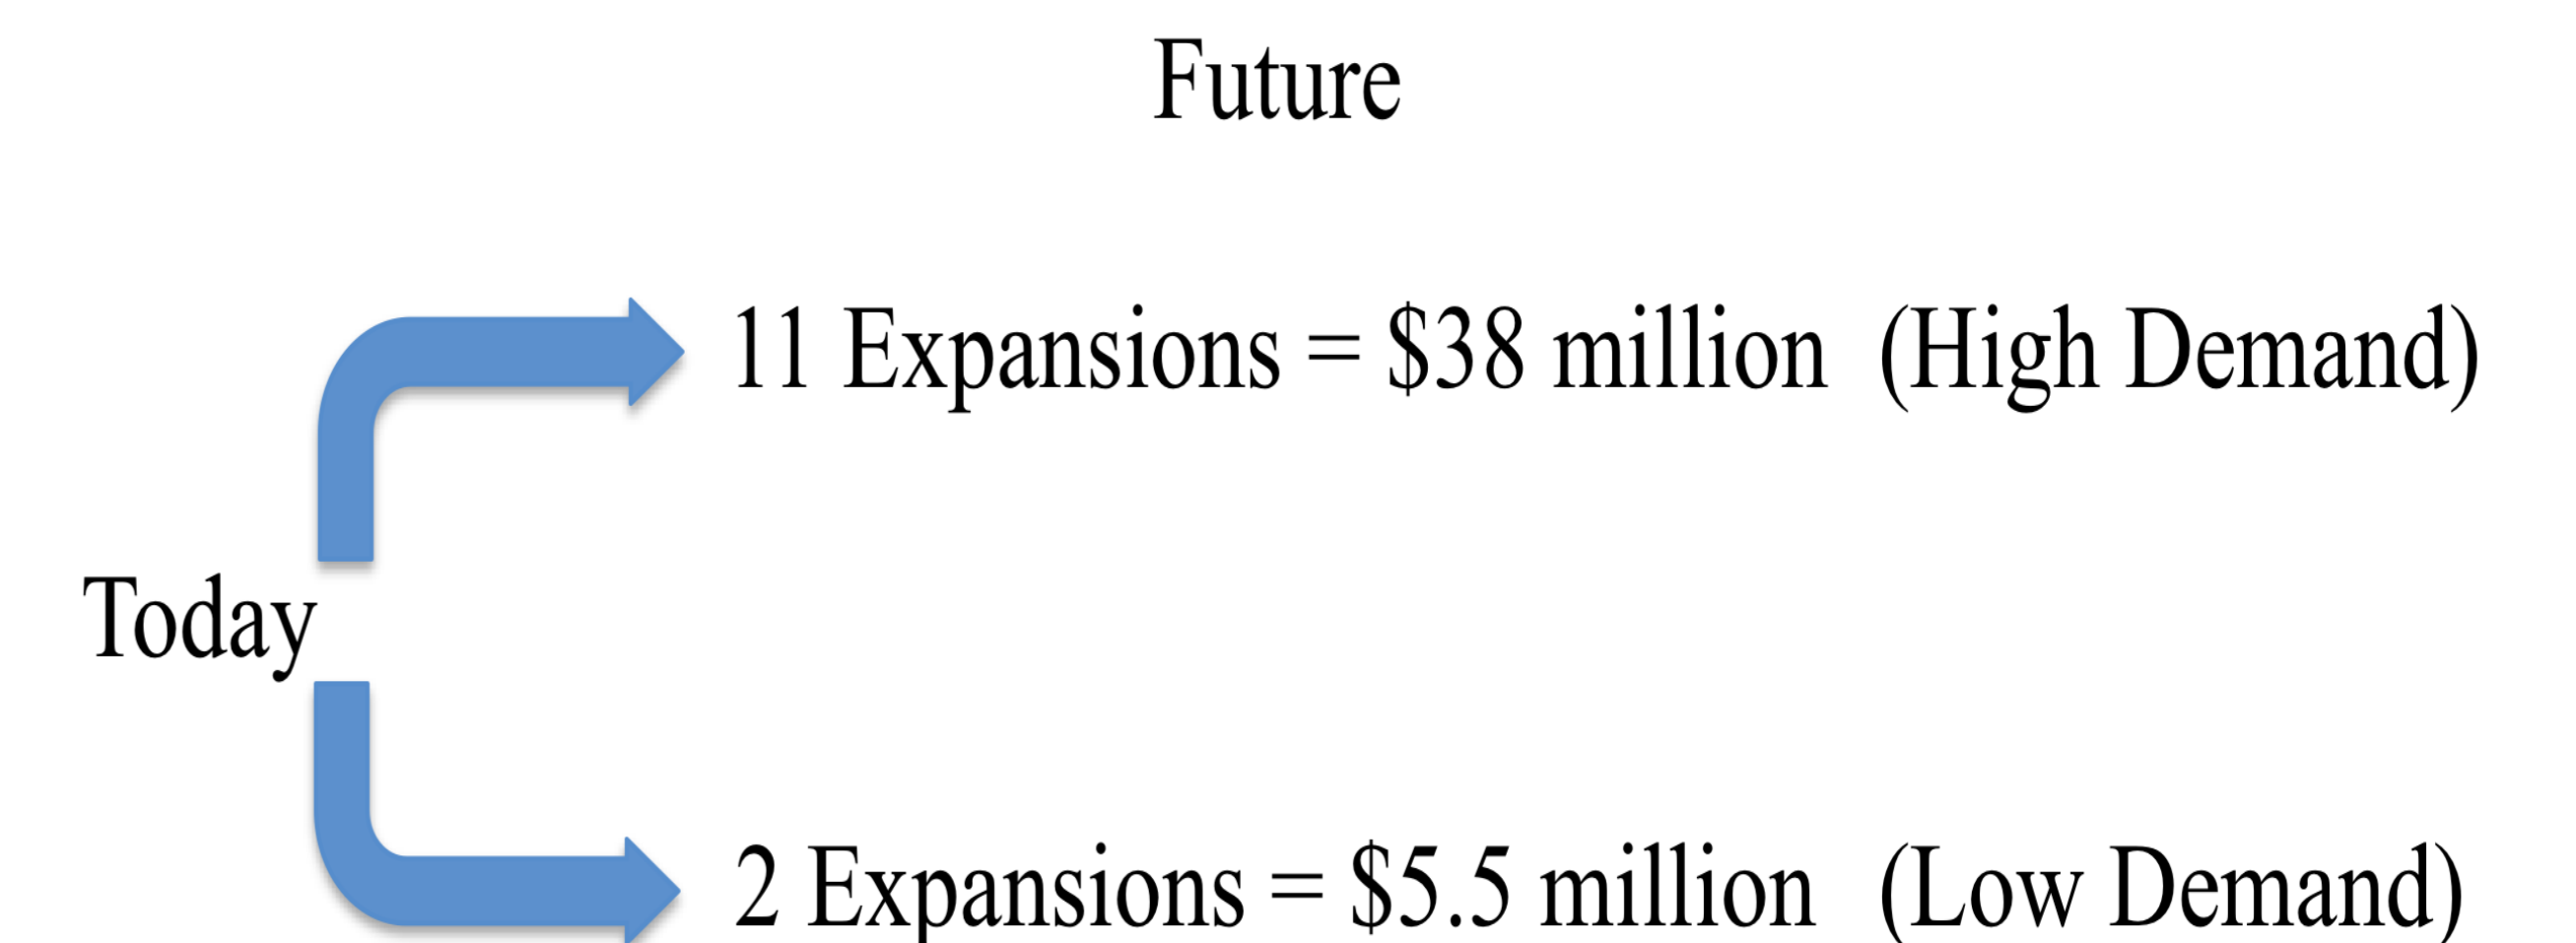 Future
11 Expansions = $38 million (High Demand)
Today
2 Expansions = $5.5 million (Low Demand)